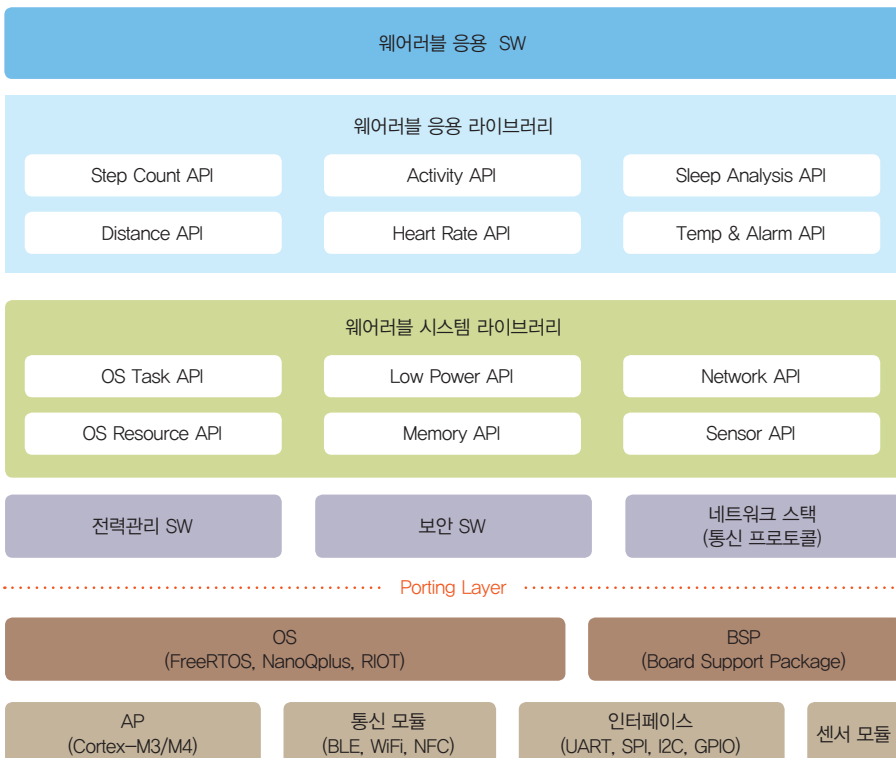 웨어러블 응용 SW
웨어러블 응용 라이브러리
Step Count API
Activity API
Sleep Analysis API
Distance API
Heart Rate API
Temp & Alarm API
웨어러블 시스템 라이브러리
OS Task API
Low Power API
Network API
OS Resource API
Memory API
Sensor API
전력관리 SW
보안 SW
네트워크 스택
(통신 프로토콜)
Porting Layer
OS
(FreeRTOS, NanoQplus, RIOT)
BSP
(Board Support Package)
AP
(Cortex-M3/M4)
통신 모듈
(BLE, WiFi, NFC)
인터페이스
(UART, SPI, I2C, GPIO)
센서 모듈